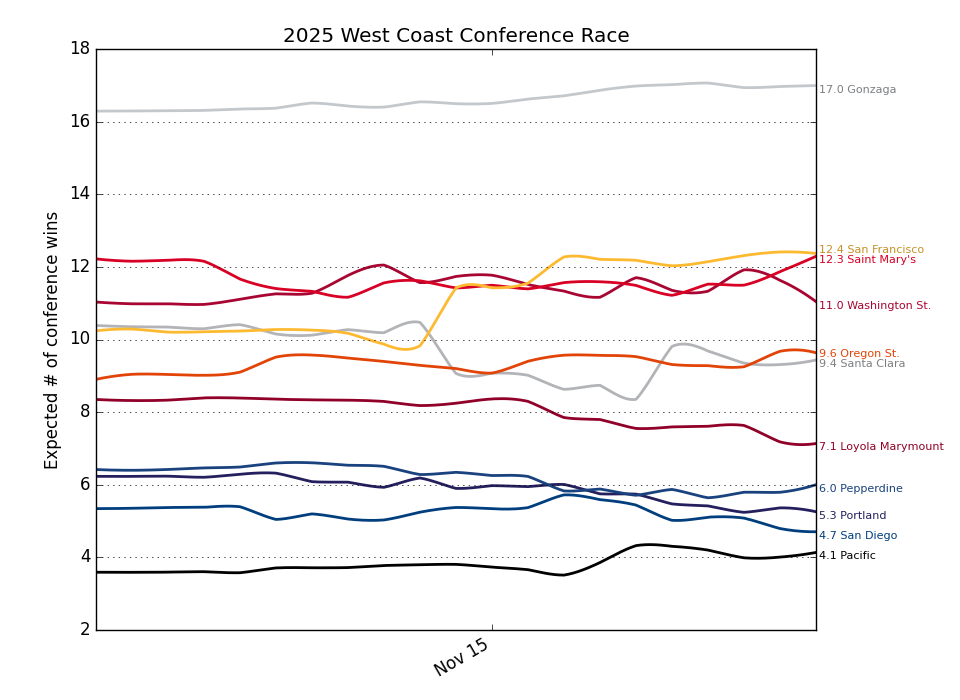 2025 West Coast Conference Race
Expected # of conference wins
18
16
14
12
10
8
6
4
2
Nov 15
17.0 Gonzaga
12.4 San Francisco
12.3 Saint Mary's
11.0 Washington St.
9.6 Oregon St.
9.4 Santa Clara
7.1 Loyola Marymount
6.0 Pepperdine
5.3 Portland
4.7 San Diego
4.1 Pacific